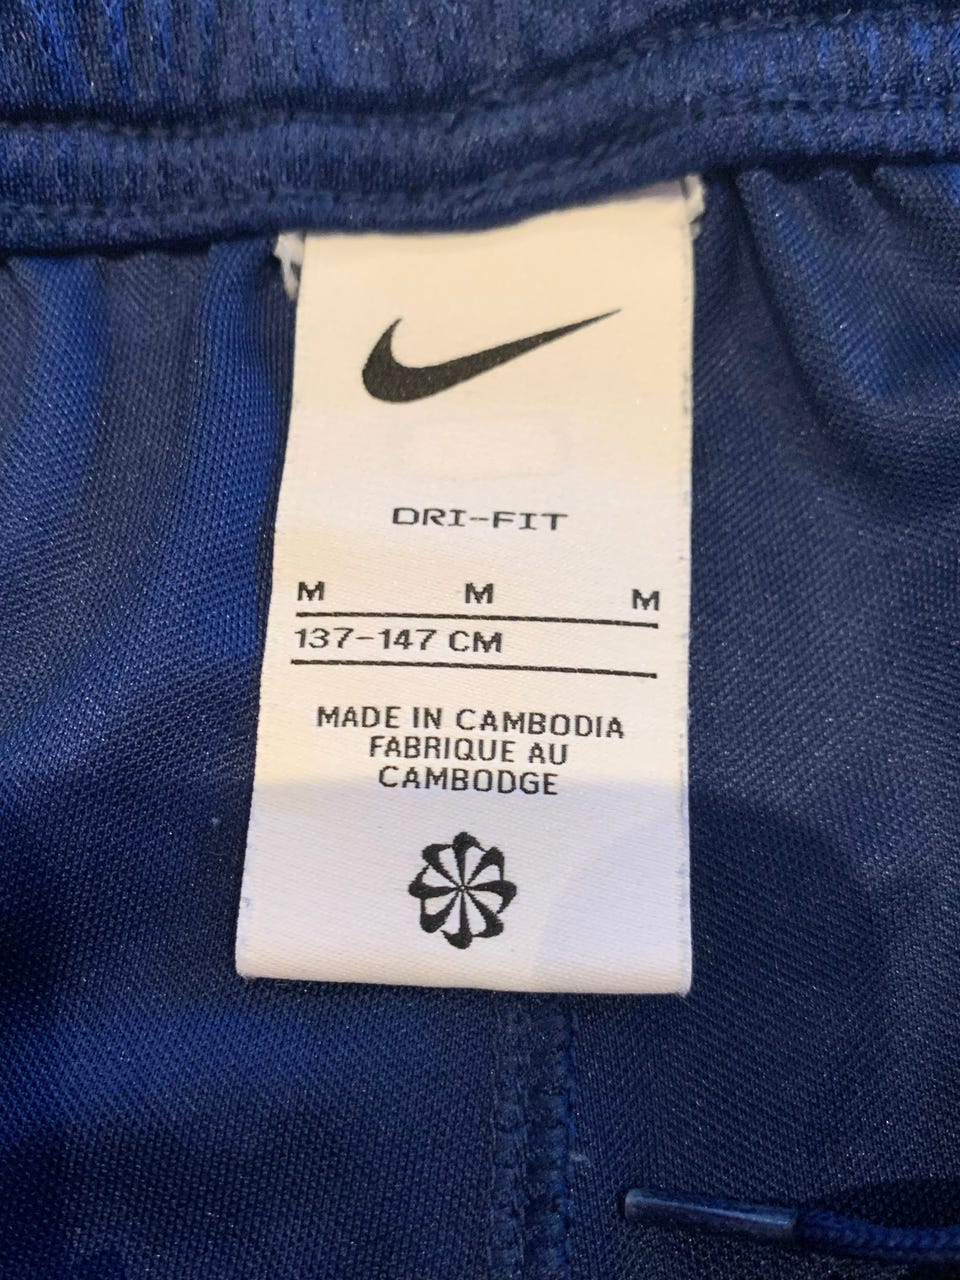 DRI-FIT
M M M
137-147 CM
MADE IN CAMBODIA
FABRIQUE AU
CAMBODGE